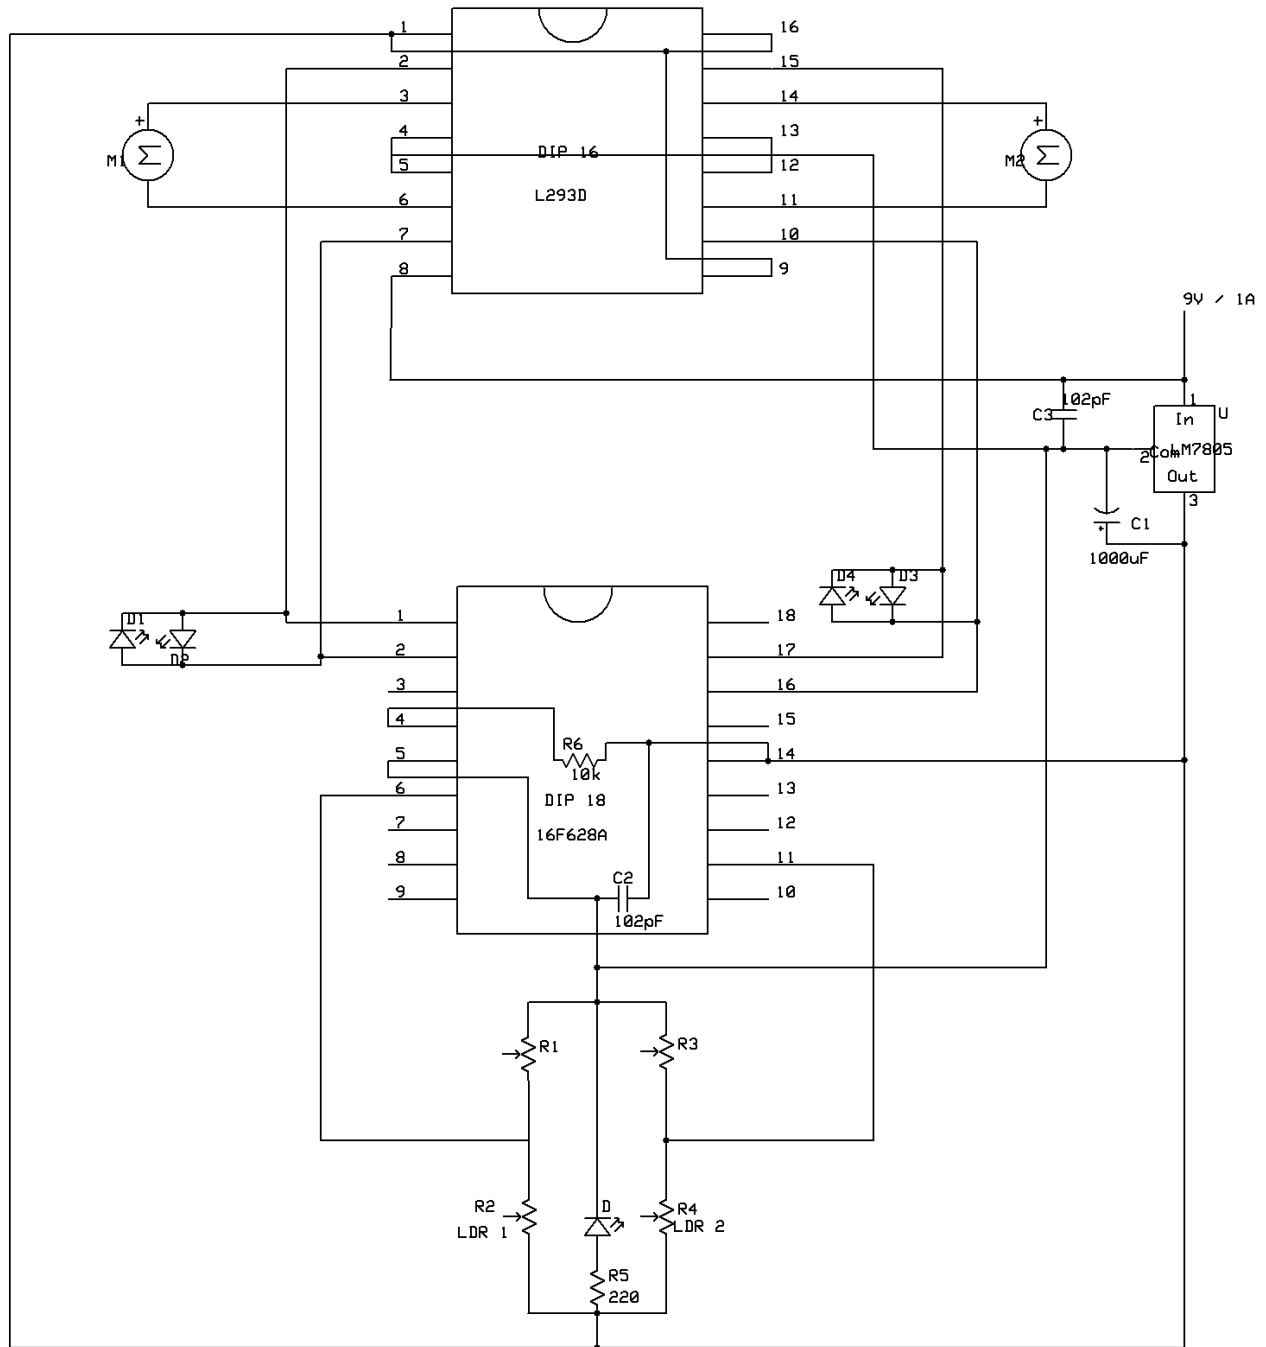 1
16
2
15
3
14
+
+
4
13
M1
DIP 16
M2
5
12
L293D
6
11
7
10
8
9
9V / 1A
1
102pF
C3
In
U
2
Com
LM7805
Out
3
C1
+
1000uF
D4
D3
D1
1
18
2
17
D2
3
16
4
15
R6
5
14
10k
6
13
DIP 18
7
12
16F628A
8
11
C2
9
10
102pF
R1
R3
R2
D
R4
LDR 1
LDR 2
R5
220